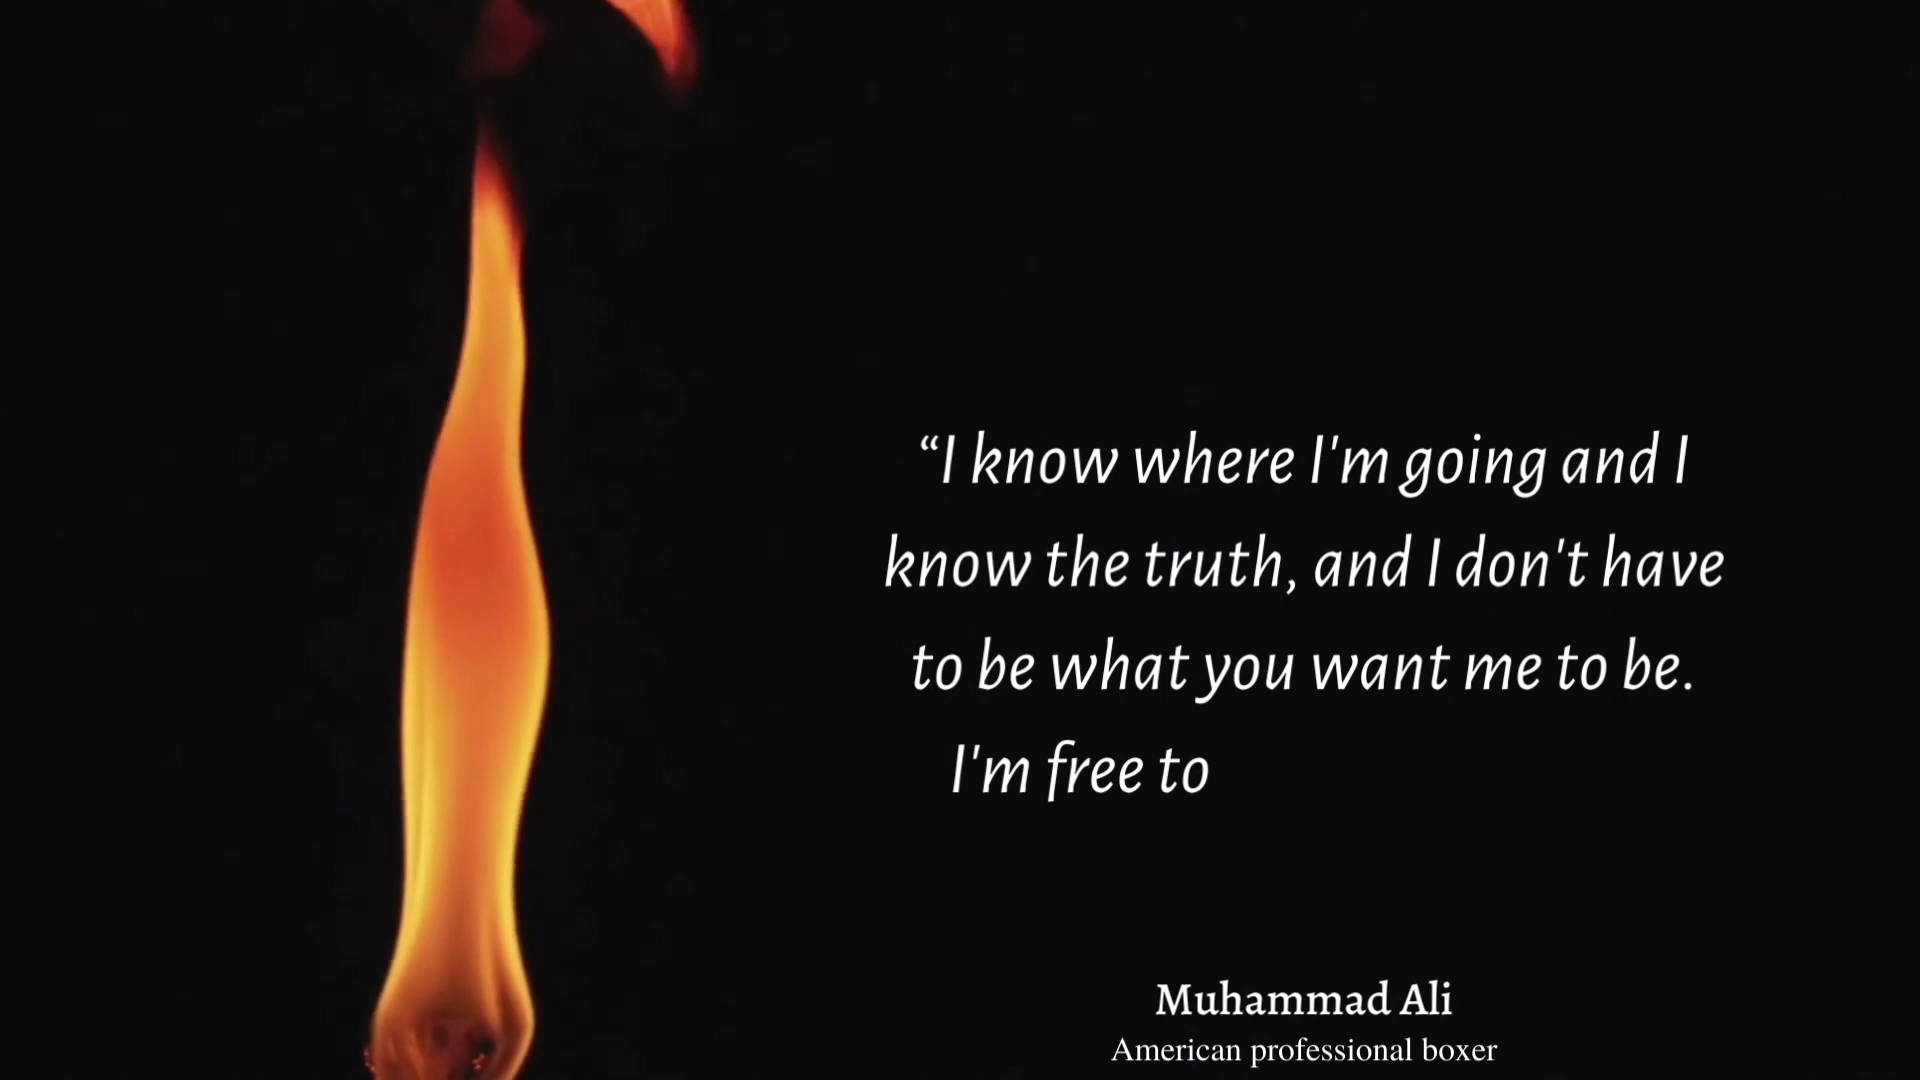 “I know where I'm going and I
know the truth, and I don't have
to be what you want me to be.
I'm free to
Muhammad Ali
American professional boxer